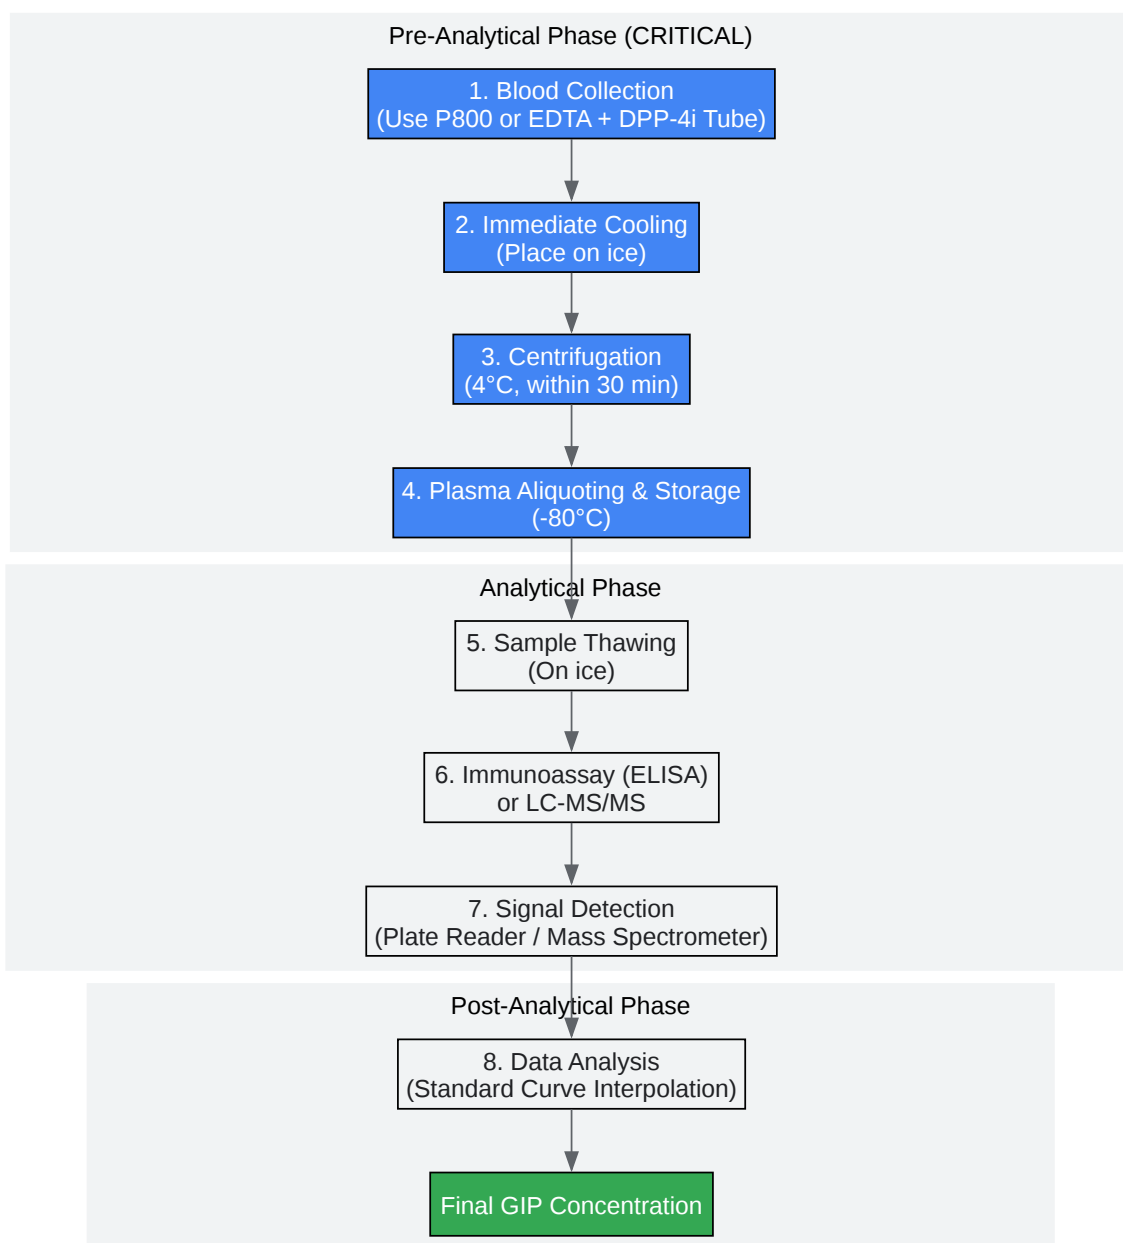 Pre-Analytical Phase (CRITICAL)
1. Blood Collection
(Use P800 or EDTA + DPP-4i Tube)
2. Immediate Cooling
(Place on ice)
3. Centrifugation
(4°C, within 30 min)
4. Plasma Aliquoting & Storage
(-80°C)
Analytical Phase
5. Sample Thawing
(On ice)
6. Immunoassay (ELISA)
or LC-MS/MS
7. Signal Detection
(Plate Reader / Mass Spectrometer)
Post-Analytical Phase
8. Data Analysis
(Standard Curve Interpolation)
Final GIP Concentration